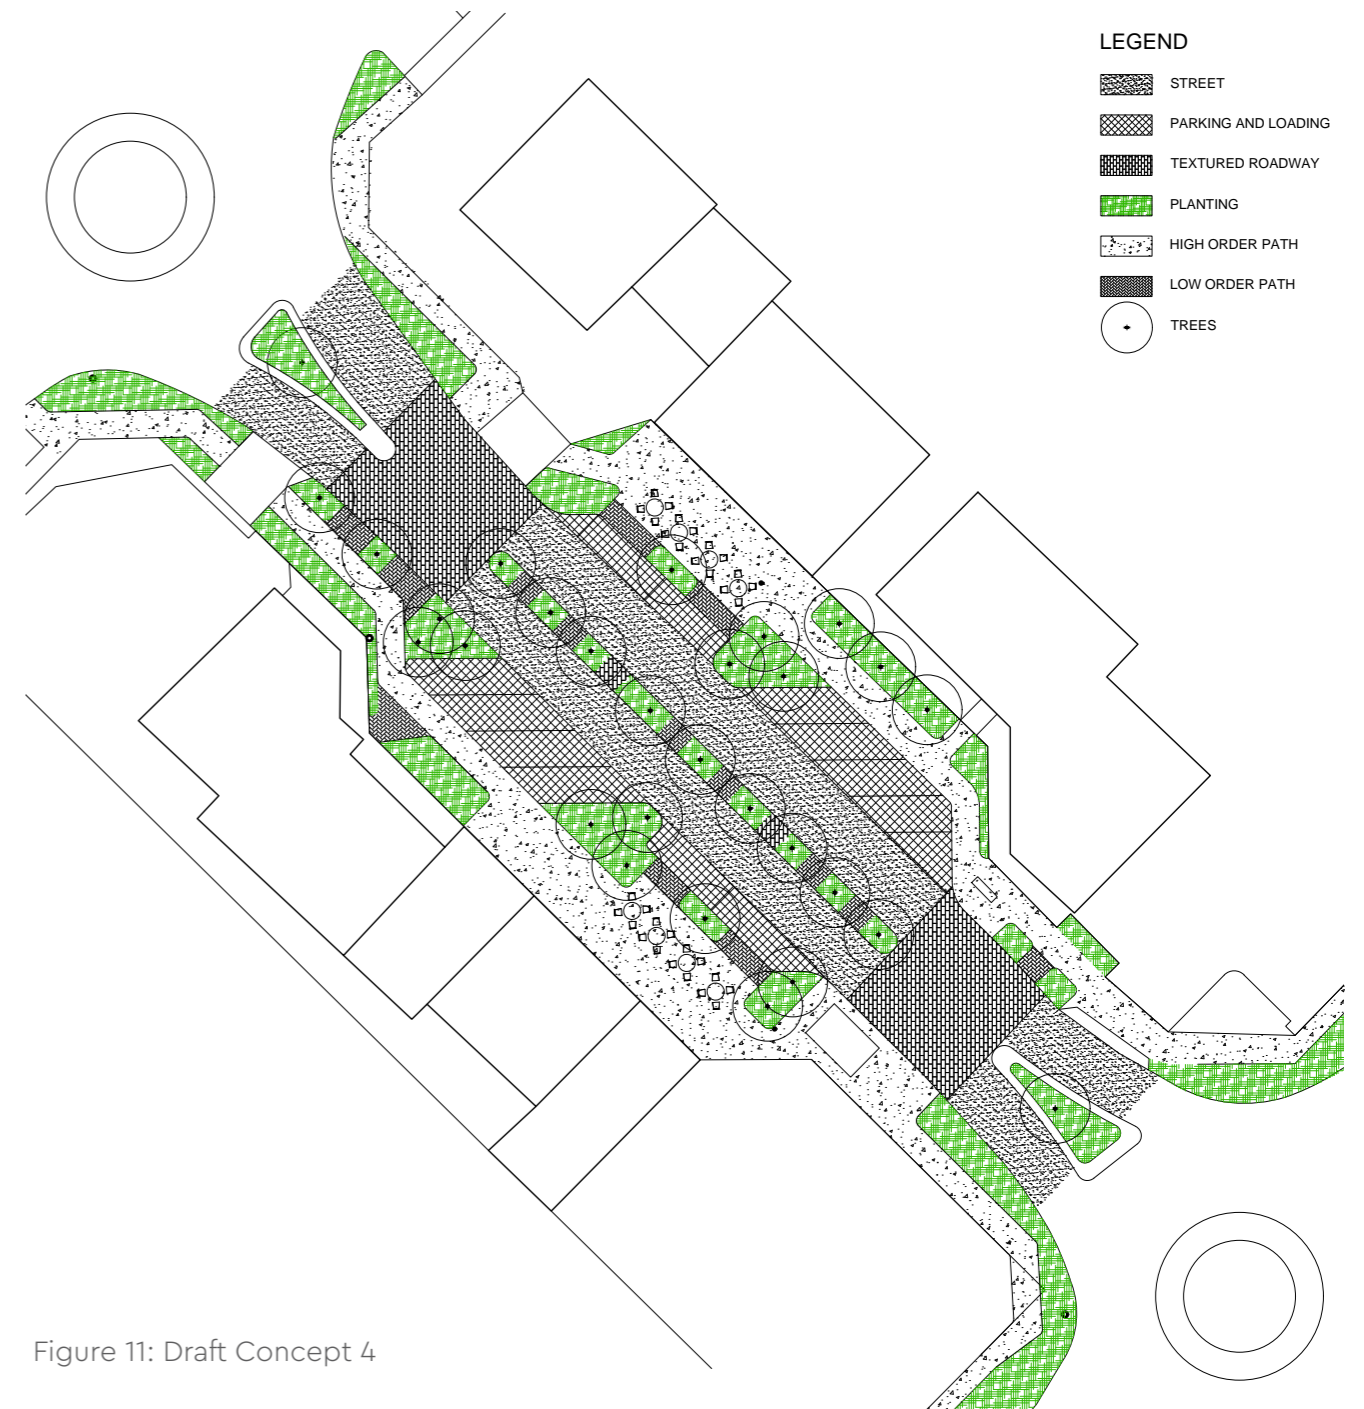 LEGEND
STREET
PARKING AND LOADING
TEXTURED ROADWAY
PLANTING
HIGH ORDER PATH
LOW ORDER PATH
TREES
Figure 11: Draft Concept 4